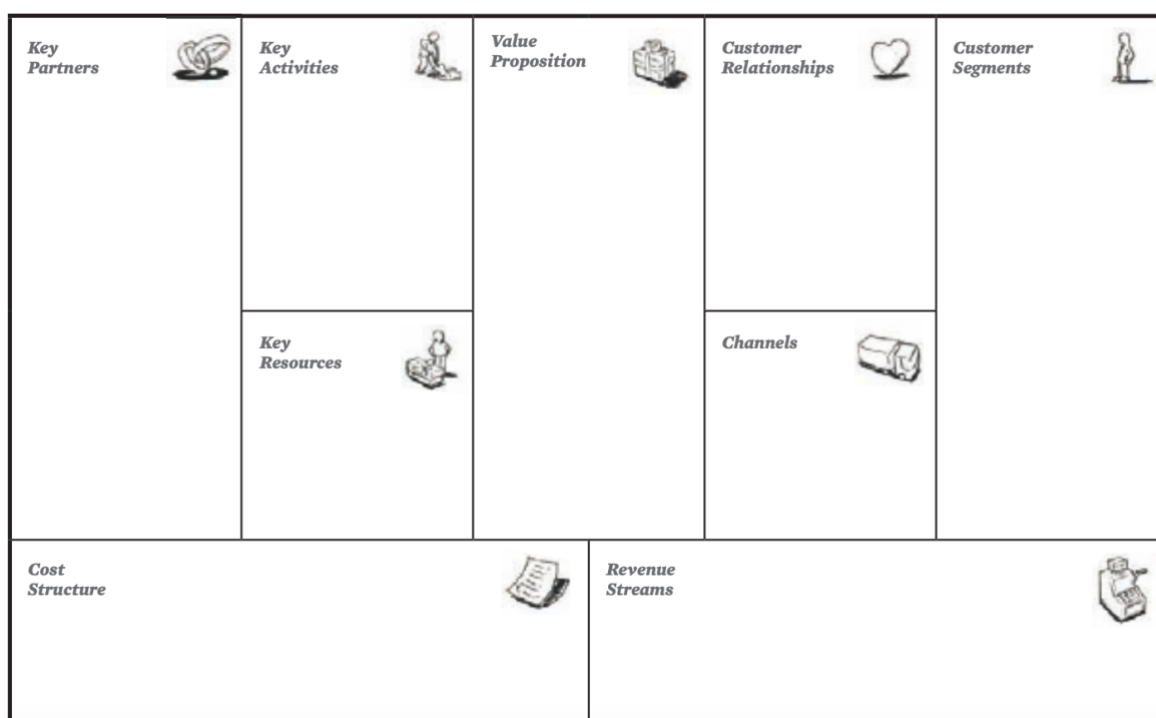 Key
Partners
Key
Activities
Value
Proposition
Customer
Relationships
Customer
Segments
Key
Resources
Channels
Cost
Structure
Revenue
Streams